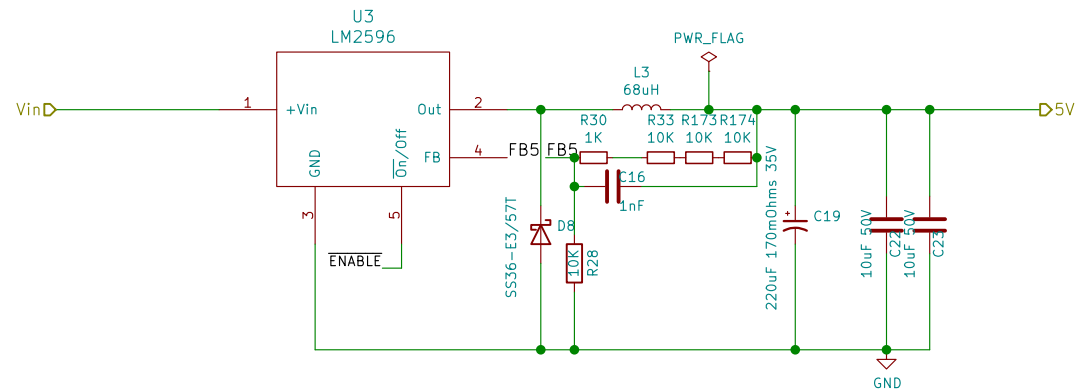 U3
LM2596
PWR_FLAG
L3
68uH
Vin
1
+Vin
Out
2
5V
R30
1K
R33
10K
R173
10K
R174
10K
FB
4
FB5
FB5
GND
On/Off
C16
1nF
3
5
ENABLE
SS36-E3/57T
D8
10K
R28
220uF 170mOhms 35V
C19
10uF 50V
C22
10uF 50V
C23
GND